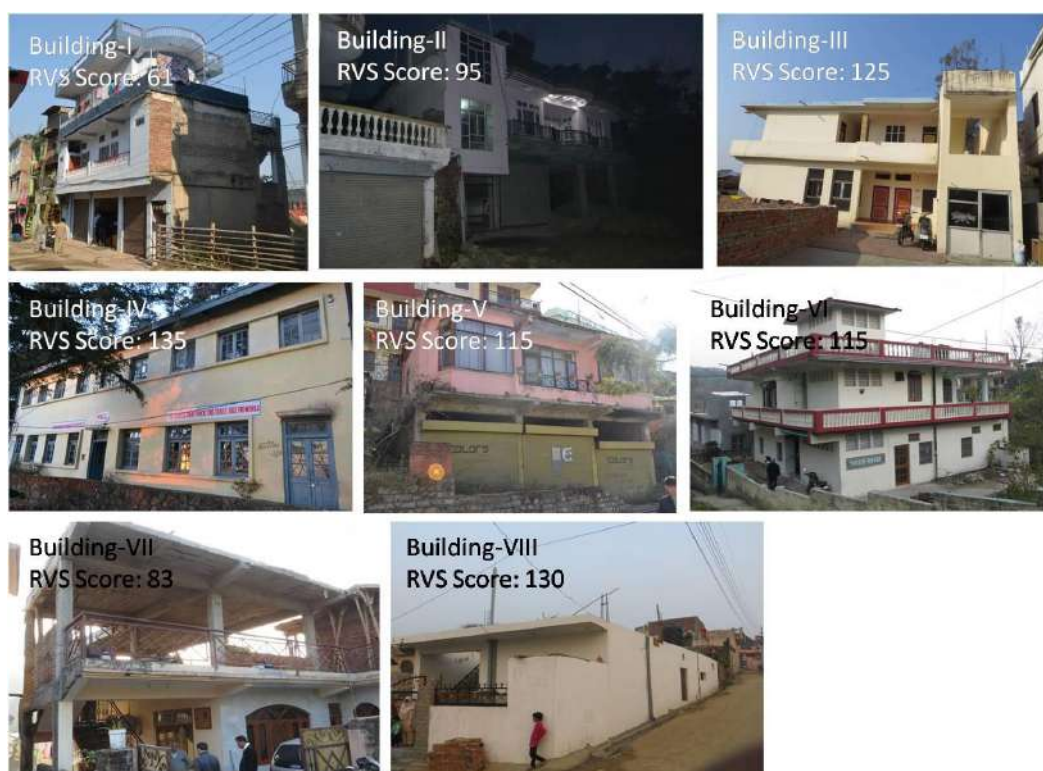 Building-I
RVS Score: 61
Building-II
RVS Score: 95
Building-III
RVS Score: 125
Building-IV
RVS Score: 135
Building-V
RVS Score: 115
Building-VI
RVS Score: 115
COLORS
COLORS
Building-VII
RVS Score: 83
Building-VIII
RVS Score: 130